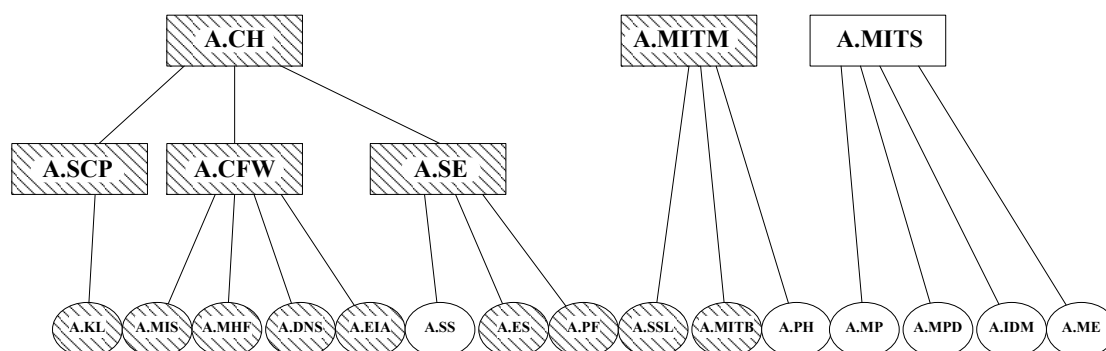 A.CH
A.MITM
A.MITS
A.SCP
A.CFW
A.SE
A.KL
A.MIS
A.MHF
A.DNS
A.EIA
A.SS
A.ES
A.PF
A.SSL
A.MITB
A.PH
A.MP
A.MPD
A.IDM
A.ME